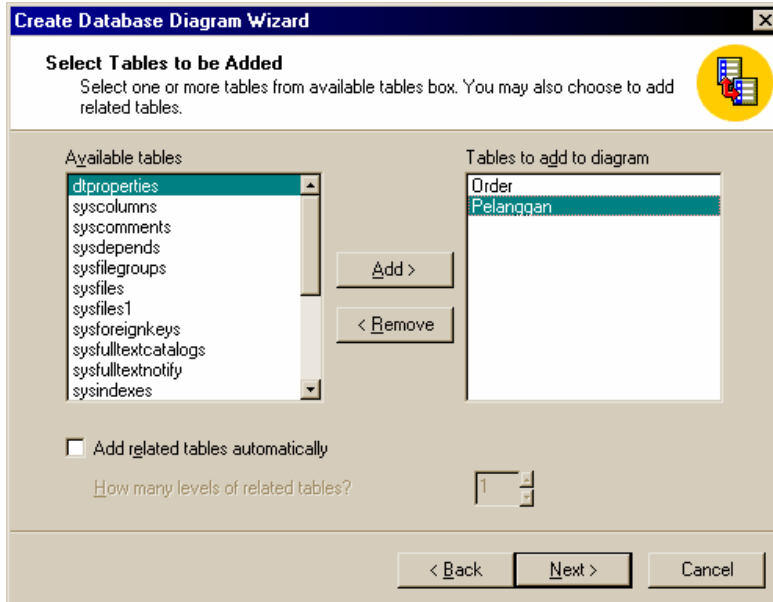 Create Database Diagram Wizard
Select Tables to be Added
Select one or more tables from available tables box. You may also choose to add
related tables.
Available tables
dtproperties
syscolumns
syscomments
sysdepends
sysfilegroups
sysfiles
sysfiles1
sysforeignkeys
sysfulltextcatalogs
sysfulltextnotify
sysindexes
Add >
< Remove
Tables to add to diagram
Order
Pelanggan
Add related tables automatically
How many levels of related tables?
1
< Back
Next >
Cancel